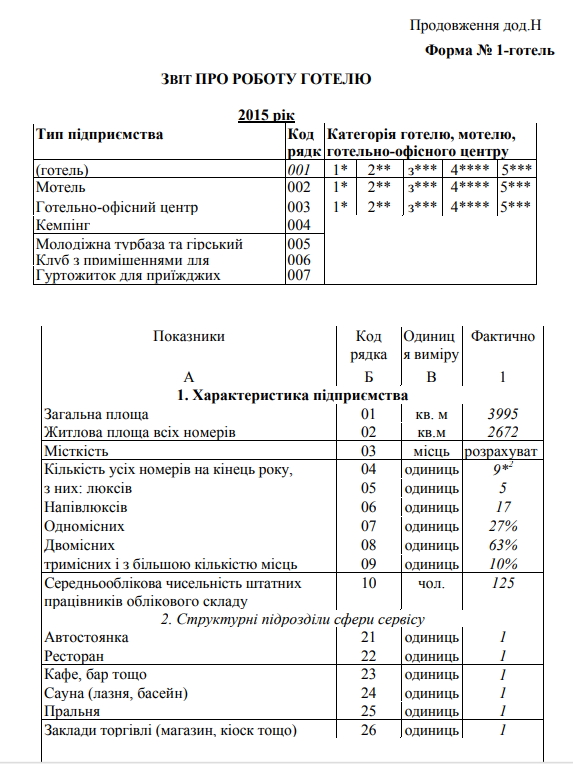 Продовження дод.Н
Форма № 1-готель
ЗВІТ ПРО РОБОТУ ГОТЕЛЮ
2015 рік
Тип підприємства Код Категорія готелю, мотелю,
рядк готельно-офісного центру
(готель) 001 1* 2** з*** 4**** 5***
Мотель 002 1* 2** з*** 4**** 5***
Готельно-офісний центр 003 1* 2** з*** 4**** 5***
Кемпінг 004
Молодіжна турбаза та гірський 005
Клуб з приміщеннями для 006
Гуртожиток для приїжджих 007
Показники Код Одиниц Фактично
рядка я виміру
А Б В 1
1. Характеристика підприємства
Загальна площа 01 кв. м 3995
Житлова площа всіх номерів 02 кв.м 2672
Місткість 03 місць розрахуват
Кількість усіх номерів на кінець року, 04 одиниць 9*²
з них: люксів 05 одиниць 5
Напівлюксів 06 одиниць 17
Одномісних 07 одиниць 27%
Двомісних 08 одиниць 63%
тримісних і з більшою кількістю місць 09 одиниць 10%
Середньооблікова чисельність штатних 10 чол. 125
працівників облікового складу
2. Структурні підрозділи сфери сервісу
Автостоянка 21 одиниць 1
Ресторан 22 одиниць 1
Кафе, бар тощо 23 одиниць 1
Сауна (лазня, басейн) 24 одиниць 1
Пральня 25 одиниць 1
Заклади торгівлі (магазин, кіоск тощо) 26 одиниць 1